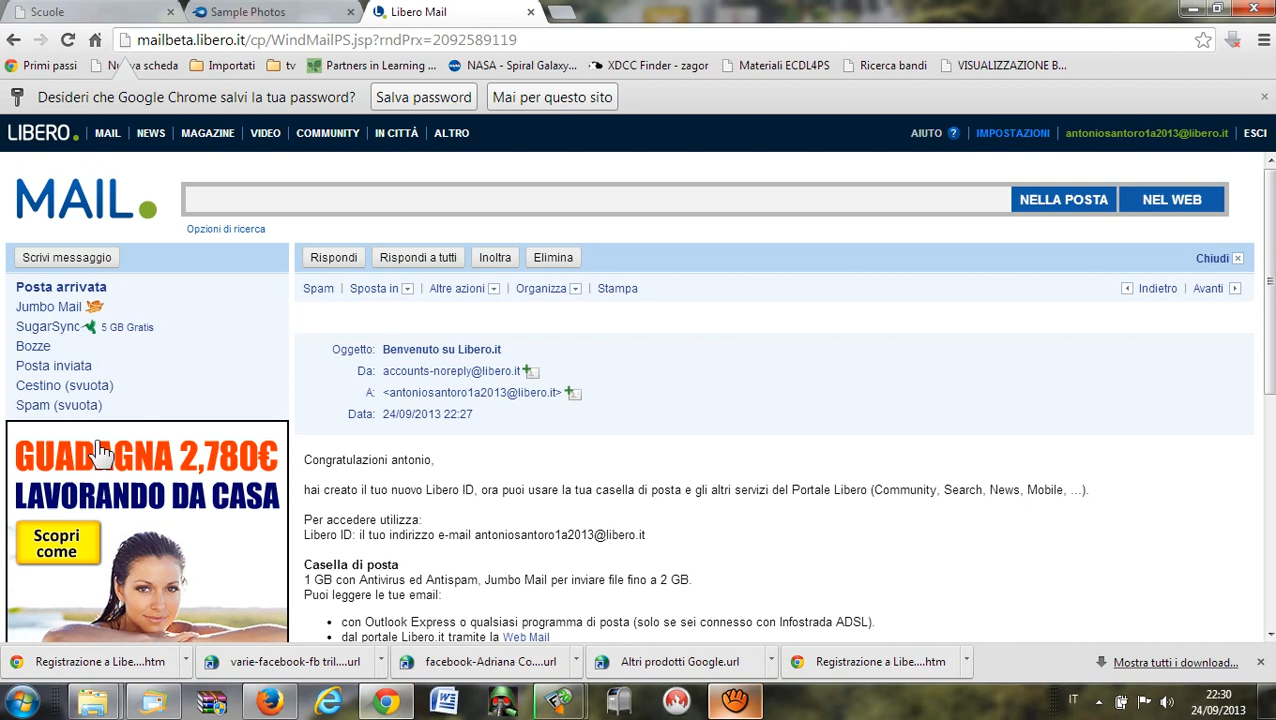 Scuole
Sample Photos
Libero Mail
mailbeta.libero.it/cp/WindMailPS.jsp?rndPrx=2092589119
Primi passi
Nuova scheda
Importati
tv
Partners in Learning ...
NASA - Spiral Galaxy...
XDCC Finder - zagor
Materiali ECDL4PS
Ricerca bandi
VISUALIZZAZIONE B...
Desideri che Google Chrome salvi la tua password?
Salva password
Mai per questo sito
LIBERO
MAIL
NEWS
MAGAZINE
VIDEO
COMMUNITY
IN CITTÀ
ALTRO
AIUTO ?
IMPOSTAZIONI
antoniosantoro1a2013@libero.it
ESCI
MAIL
NELLA POSTA
NEL WEB
Opzioni di ricerca
Scrivi messaggio
Posta arrivata
Jumbo Mail
SugarSync 5 GB Gratis
Bozze
Posta inviata
Cestino (svuota)
Spam (svuota)
GUADAGNA 2,780€
LAVORANDO DA CASA
Scopri
come
Rispondi
Rispondi a tutti
Inoltra
Elimina
Chiudi
Spam
Sposta in
Altre azioni
Organizza
Stampa
Indietro
Avanti
Oggetto: Benvenuto su Libero.it
Da: accounts-noreply@libero.it
A: <antoniosantoro1a2013@libero.it>
Data: 24/09/2013 22:27
Congratulazioni antonio,
hai creato il tuo nuovo Libero ID, ora puoi usare la tua casella di posta e gli altri servizi del Portale Libero (Community, Search, News, Mobile, ...).
Per accedere utilizza:
Libero ID: il tuo indirizzo e-mail antoniosantoro1a2013@libero.it
Casella di posta
1 GB con Antivirus ed Antispam, Jumbo Mail per inviare file fino a 2 GB.
Puoi leggere le tue email:
con Outlook Express o qualsiasi programma di posta (solo se sei connesso con Infostrada ADSL).
dal portale Libero.it tramite la Web Mail
Registrazione a Libe....htm
varie-facebook-fb tril....url
facebook-Adriana Co....url
Altri prodotti Google.url
Registrazione a Libe....htm
Mostra tutti i download...
IT
22:30
24/09/2013